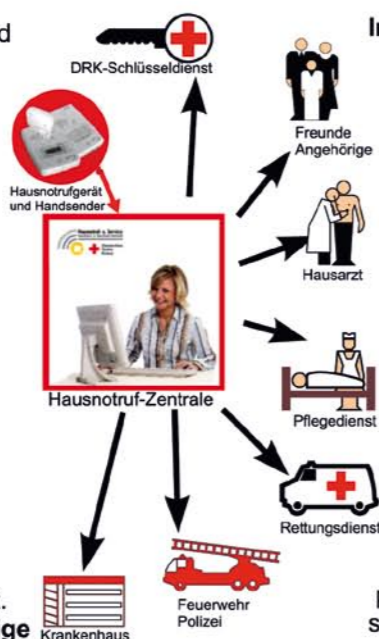 d
In
DRK-Schlüsseldienst
Freunde
Angehörige
Hausnotrufgerät
und Handsender
Hausarzt
Hausnotruf-Zentrale
Pflegedienst
Rettungsdienst
Feuerwehr
Polizei
ge
Krankenhaus